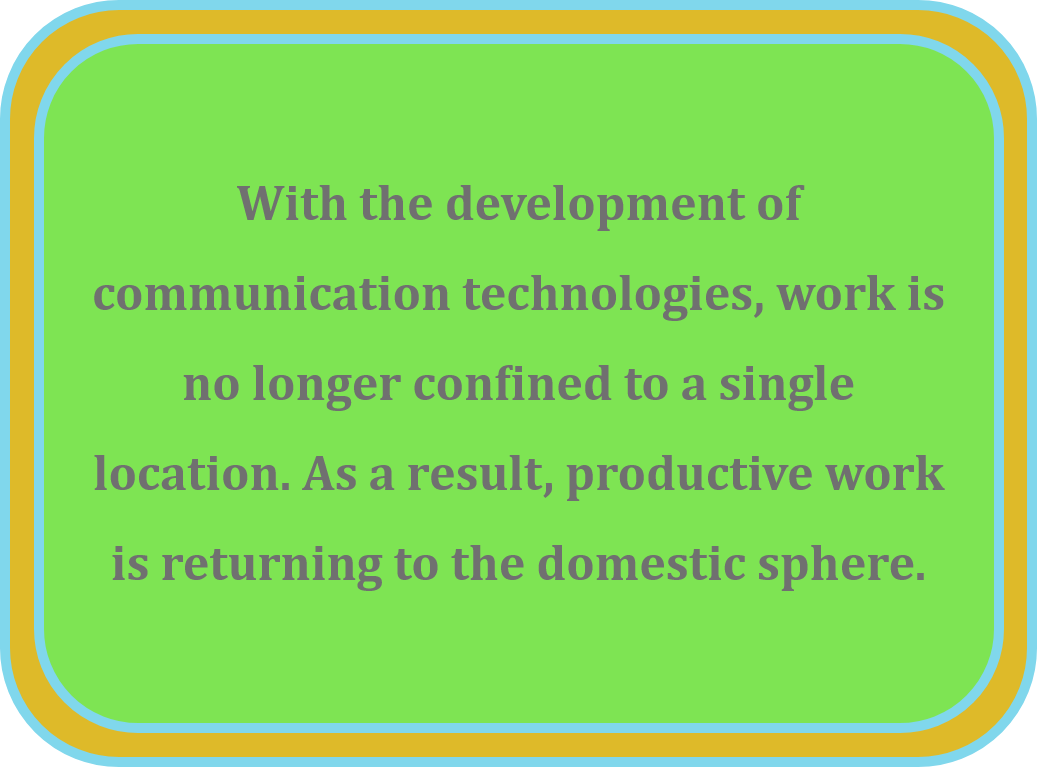 With the development of
communication technologies, work is
no longer confined to a single
location. As a result, productive work
is returning to the domestic sphere.